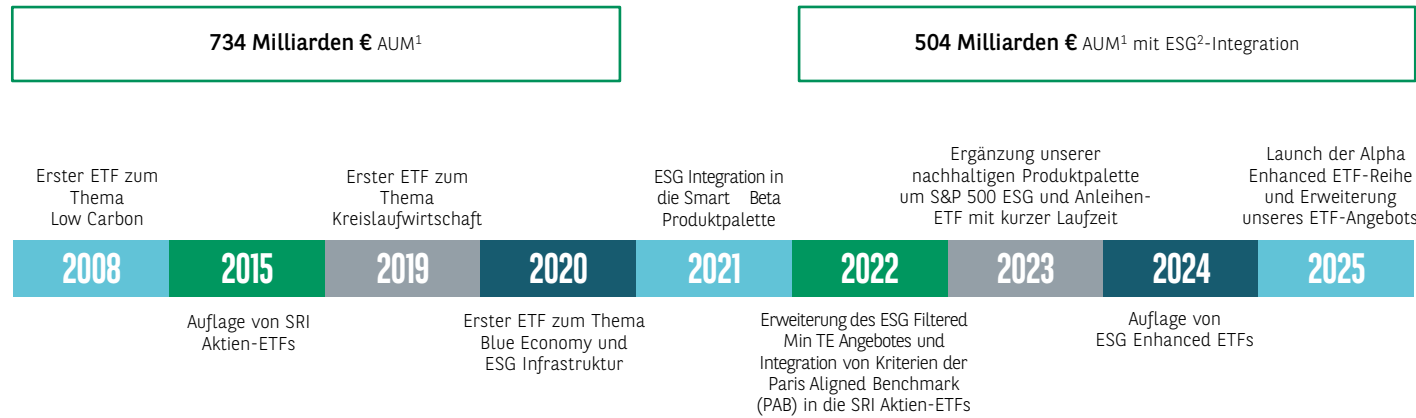 734 Milliarden € AUM¹
504 Milliarden € AUM¹ mit ESG²-Integration
Erster ETF zum
Thema
Low Carbon
Erster ETF zum
Thema
Kreislaufwirtschaft
ESG Integration in
die Smart Beta
Produktpalette
Ergänzung unserer
nachhaltigen Produktpalette
um S&P 500 ESG und Anleihen-
ETF mit kurzer Laufzeit
Launch der Alpha
Enhanced ETF-Reihe
und Erweiterung
unseres ETF-Angebots
2008 2015 2019 2020 2021 2022 2023 2024 2025
Auflage von SRI
Aktien-ETFs
Erster ETF zum Thema
Blue Economy und
ESG Infrastruktur
Erweiterung des ESG Filtered
Min TE Angebotes und
Integration von Kriterien der
Paris Aligned Benchmark
(PAB) in die SRI Aktien-ETFs
Auflage von
ESG Enhanced ETFs